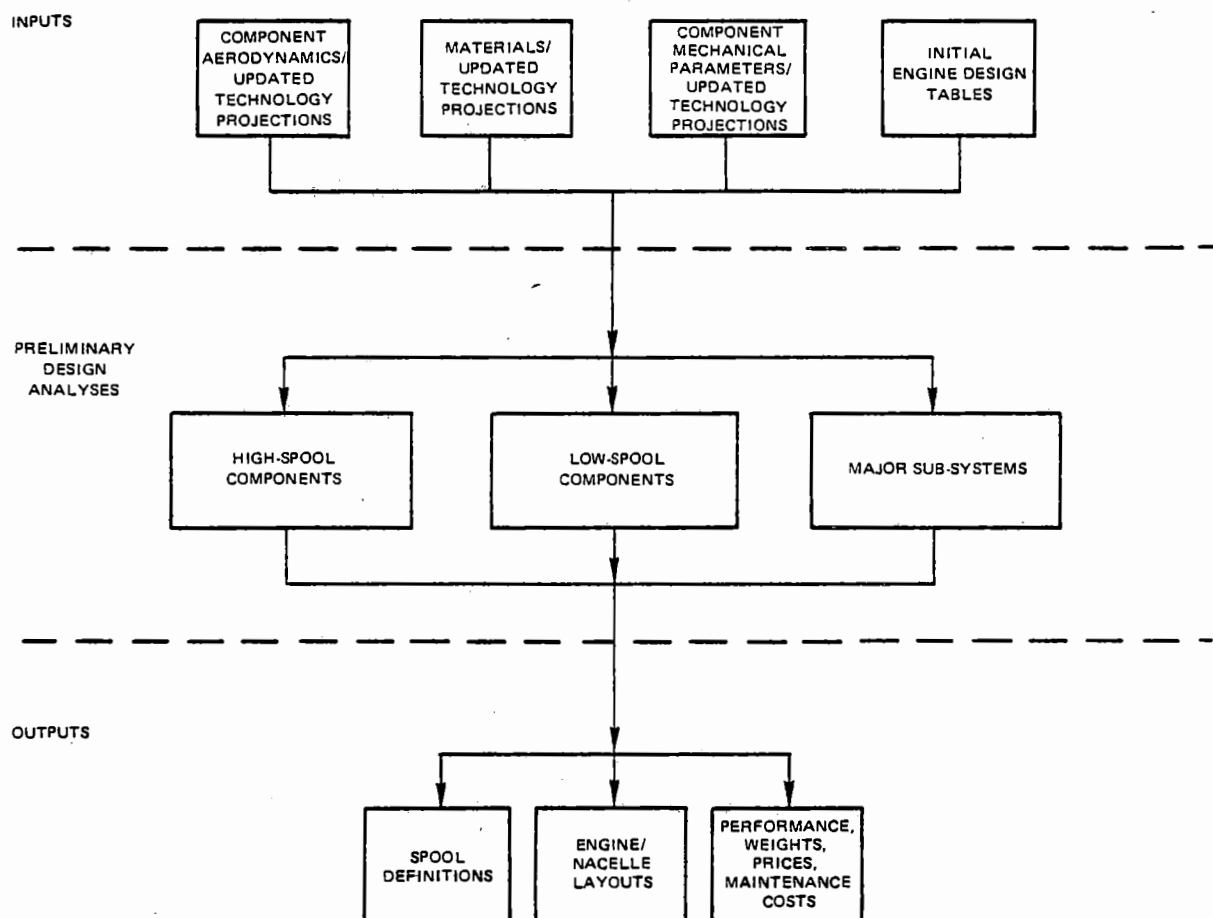 INPUTS
COMPONENT
AERODYNAMICS/
UPDATED
TECHNOLOGY
PROJECTIONS
MATERIALS/
UPDATED
TECHNOLOGY
PROJECTIONS
COMPONENT
MECHANICAL
PARAMETERS/
UPDATED
TECHNOLOGY
PROJECTIONS
INITIAL
ENGINE DESIGN
TABLES
PRELIMINARY
DESIGN
ANALYSES
HIGH-SPOOL
COMPONENTS
LOW-SPOOL
COMPONENTS
MAJOR SUB-SYSTEMS
OUTPUTS
SPOOL
DEFINITIONS
ENGINE/
NACELLE
LAYOUTS
PERFORMANCE,
WEIGHTS,
PRICES,
MAINTENANCE
COSTS